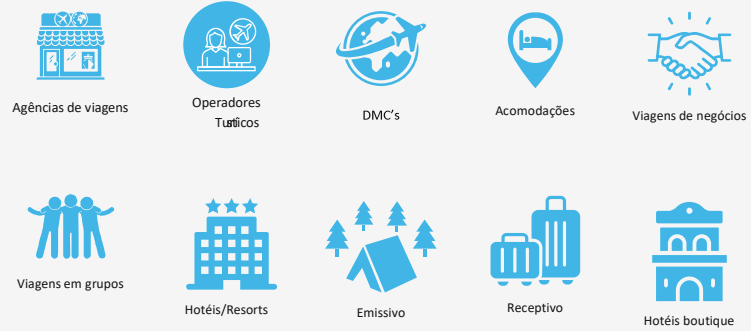 Agências de viagens
Operadores
DMC's
Acomodações
Viagens de negócios
Viagens em grupos
Hotéis/Resorts
Emissivo
Receptivo
Hotéis boutique